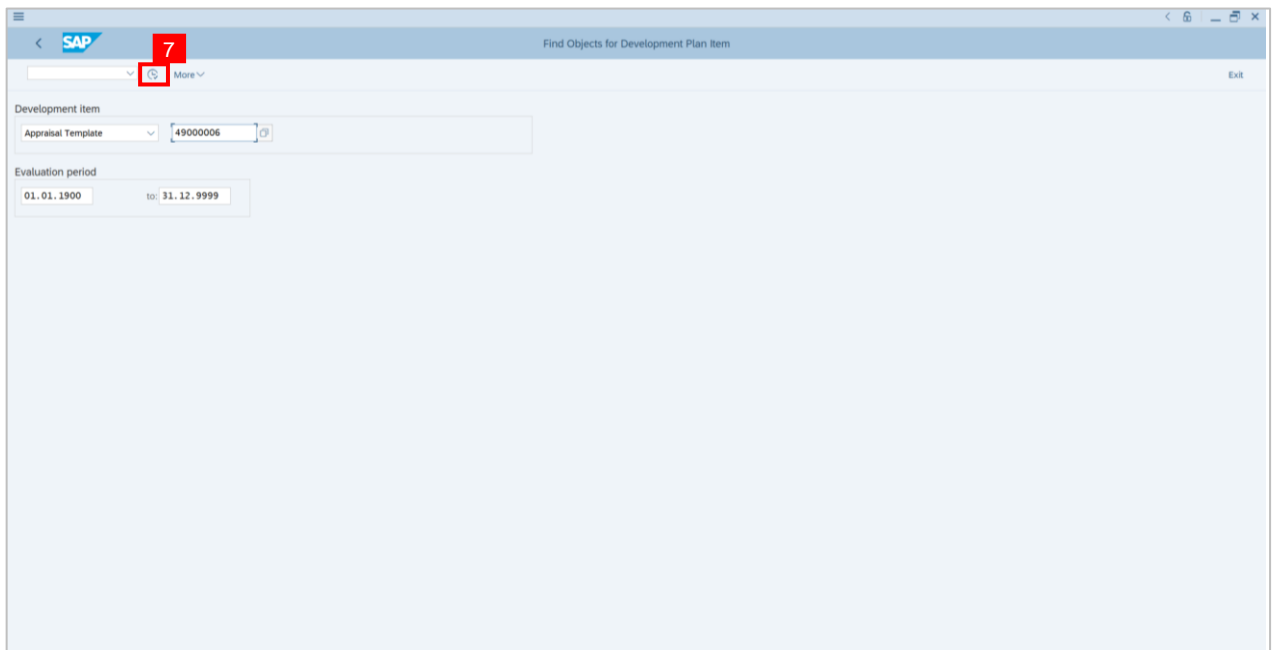 SAP
7
Find Objects for Development Plan Item
More
Exit
Development item
Appraisal Template 49000006
Evaluation period
01.01.1900 to: 31.12.9999